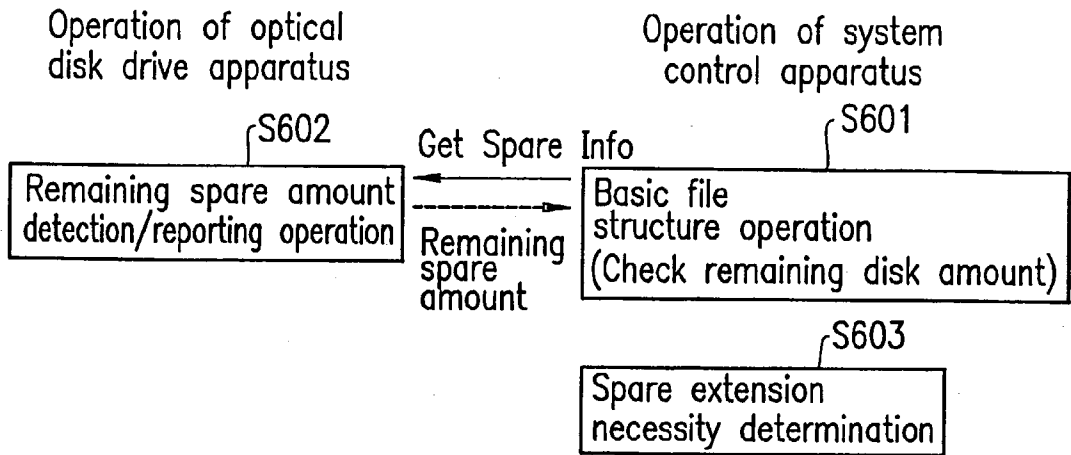 Operation of optical
disk drive apparatus
Operation of system
control apparatus
S602
S601
Get Spare Info
Remaining spare amount
detection/reporting operation
Remaining
spare
amount
Basic file
structure operation
(Check remaining disk amount)
S603
Spare extension
necessity determination